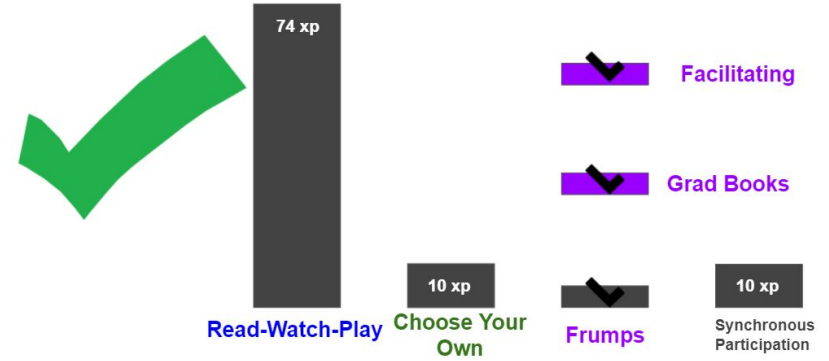 74 xp
Facilitating
Grad Books
10 xp
10 xp
Read-Watch-Play
Choose Your
Own
Frumps
Synchronous
Participation